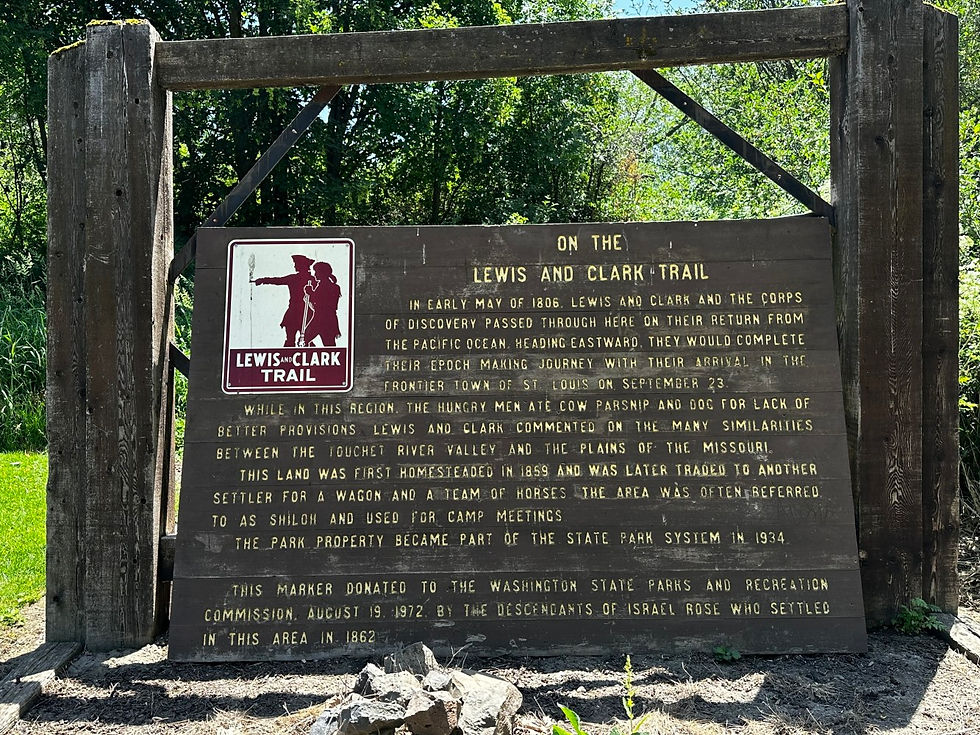 ON THE
LEWIS AND CLARK TRAIL
LEWIS AND CLARK
TRAIL
IN EARLY MAY OF 1806, LEWIS AND CLARK AND THE CORPS
OF DISCOVERY PASSED THROUGH HERE ON THEIR RETURN FROM
THE PACIFIC OCEAN. HEADING EASTWARD, THEY WOULD COMPLETE
THEIR EPOCH MAKING JOURNEY WITH THEIR ARRIVAL IN THE
FRONTIER TOWN OF ST. LOUIS ON SEPTEMBER 23.
WHILE IN THIS REGION, THE HUNGRY MEN ATE COW PARSNIP AND DOG FOR LACK OF
BETTER PROVISIONS. LEWIS AND CLARK COMMENTED ON THE MANY SIMILARITIES
BETWEEN THE TOUCHET RIVER VALLEY AND THE PLAINS OF THE MISSOURI.
THIS LAND WAS FIRST HOMESTEADED IN 1859 AND WAS LATER TRADED TO ANOTHER
SETTLER FOR A WAGON AND A TEAM OF HORSES. THE AREA WAS OFTEN REFERRED
TO AS SHILOH AND USED FOR CAMP MEETINGS
THE PARK PROPERTY BECAME PART OF THE STATE PARK SYSTEM IN 1934.
THIS MARKER DONATED TO THE WASHINGTON STATE PARKS AND RECREATION
COMMISSION, AUGUST 19, 1972, BY THE DESCENDANTS OF ISRAEL ROSE WHO SETTLED
IN THIS AREA IN 1862